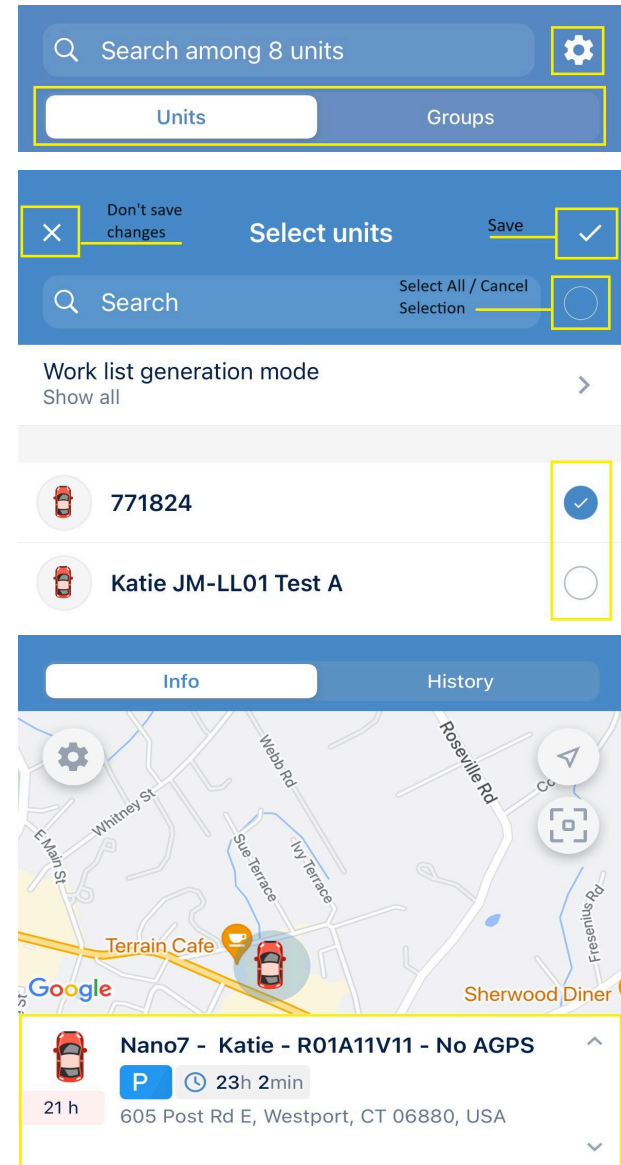 Search among 8 units
Units
Groups
Don't save
changes
Select units
Save
Search
Select All / Cancel
Selection
Work list generation mode
Show all
771824
Katie JM-LL01 Test A
Info
History
Webb Rd
Roseville Rd
Whitney St
E Main St
Sue Terrace
Ivy Terrace
Fresenius Rd
Terrain Cafe
Google
Sherwood Diner
Nano7 - Katie - R01A11V11 - No AGPS
P 23h 2min
21 h
605 Post Rd E, Westport, CT 06880, USA